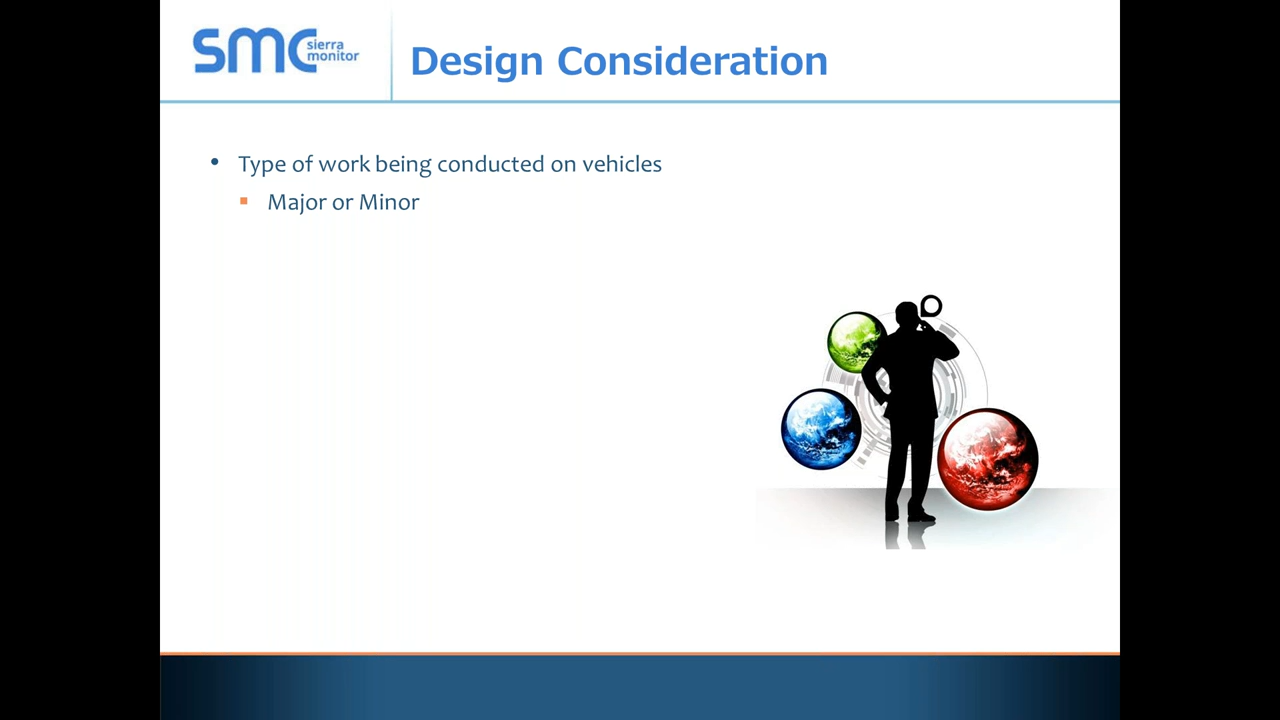 SMC sierra monitor
Design Consideration
• Type of work being conducted on vehicles
▪ Major or Minor